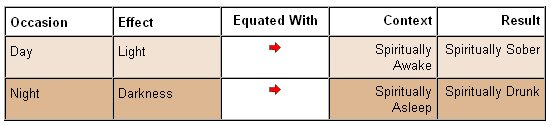 Occasion Effect Equated With Context Result
Day Light Spiritually Spiritually Sober
Awake
Night Darkness Spiritually Spiritually Drunk
Asleep